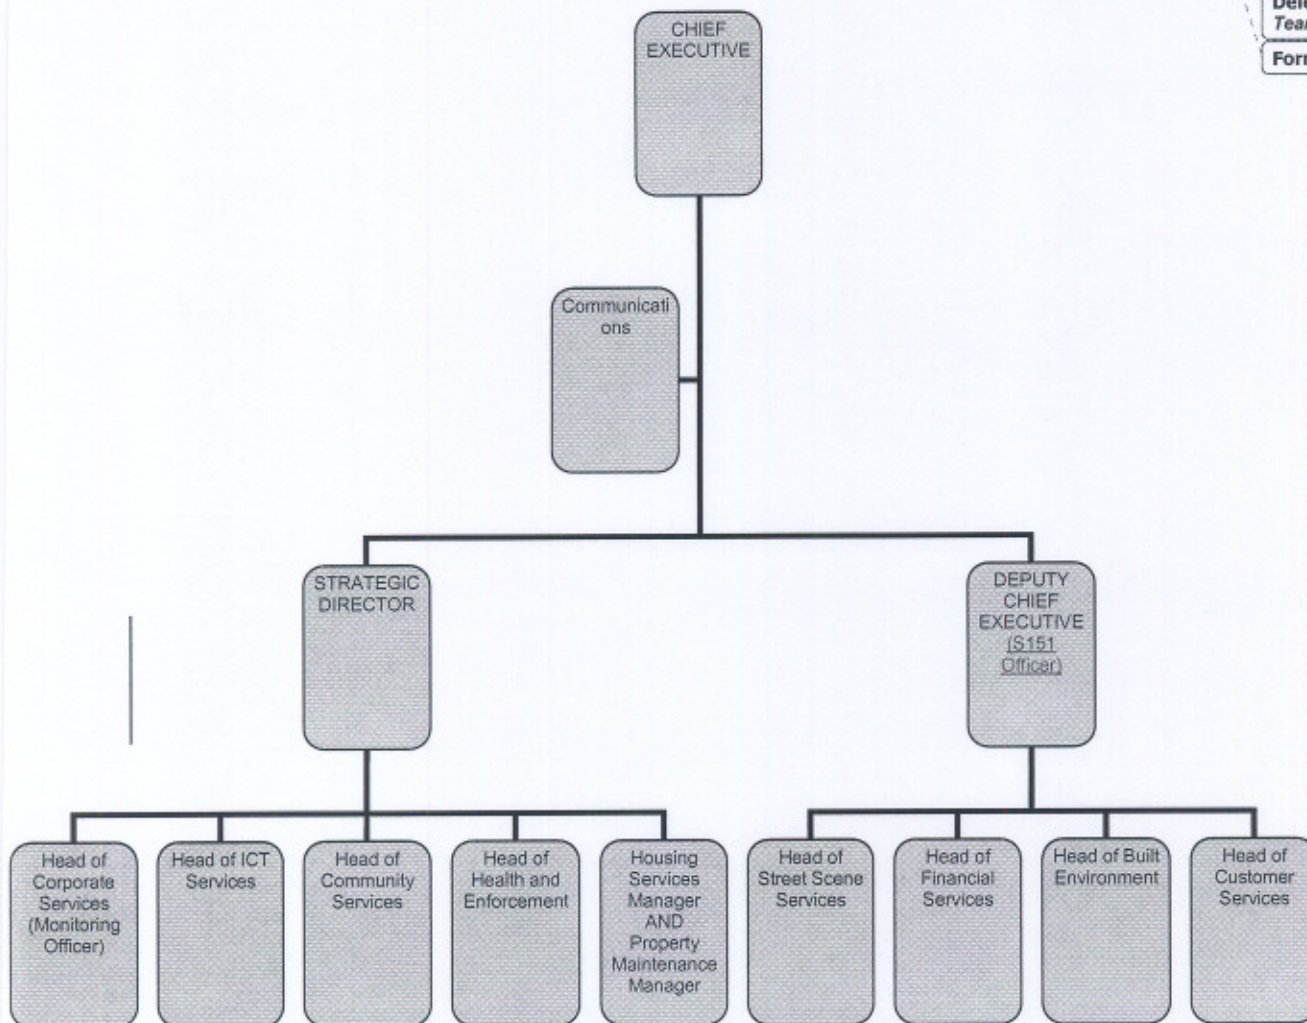 CHIEF
EXECUTIVE
Communicati
ons
STRATEGIC
DIRECTOR
DEPUTY
CHIEF
EXECUTIVE
(S151
Officer)
Head of
Corporate
Services
(Monitoring
Officer)
Head of ICT
Services
Head of
Community
Services
Head of
Health and
Enforcement
Housing
Services
Manager
AND
Property
Maintenance
Manager
Head of
Street Scene
Services
Head of
Financial
Services
Head of Built
Environment
Head of
Customer
Services